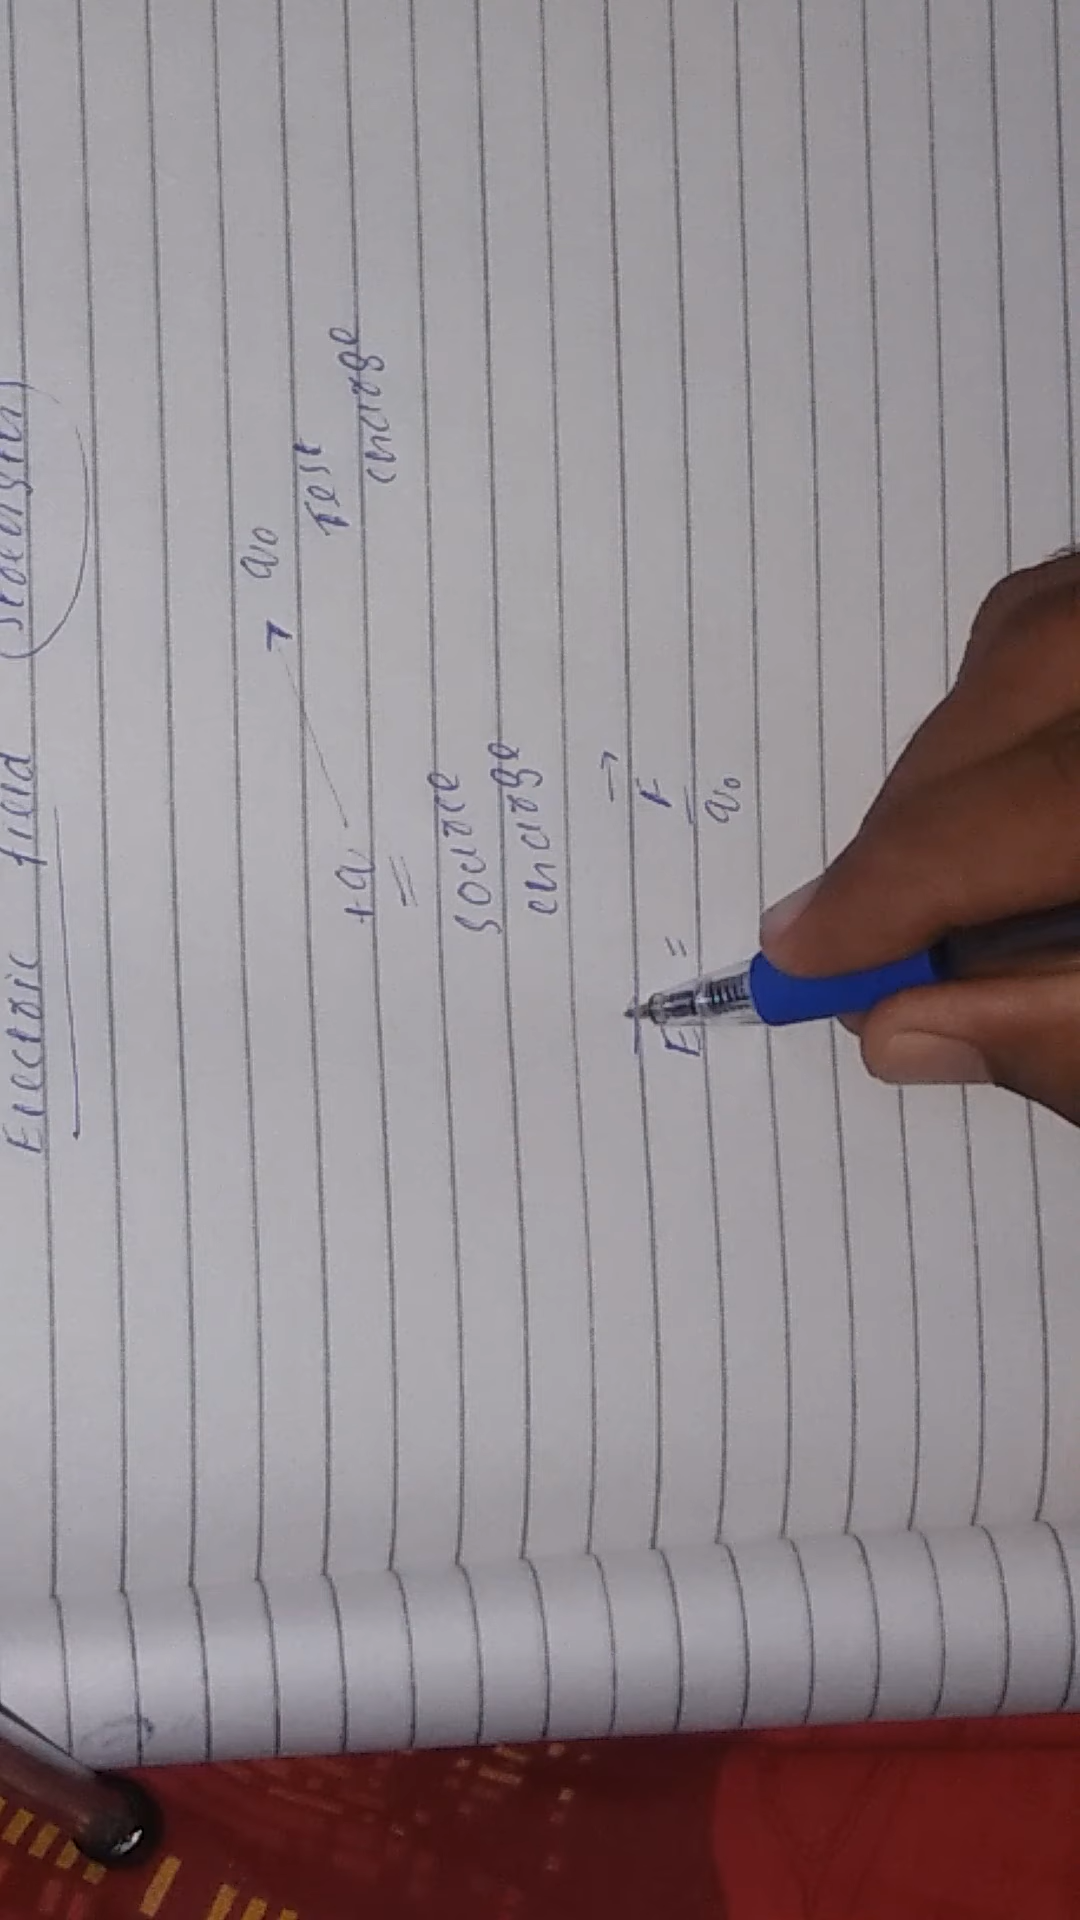 Electric field
q₀
Test
charge
+q
source
charge
E = F
q₀